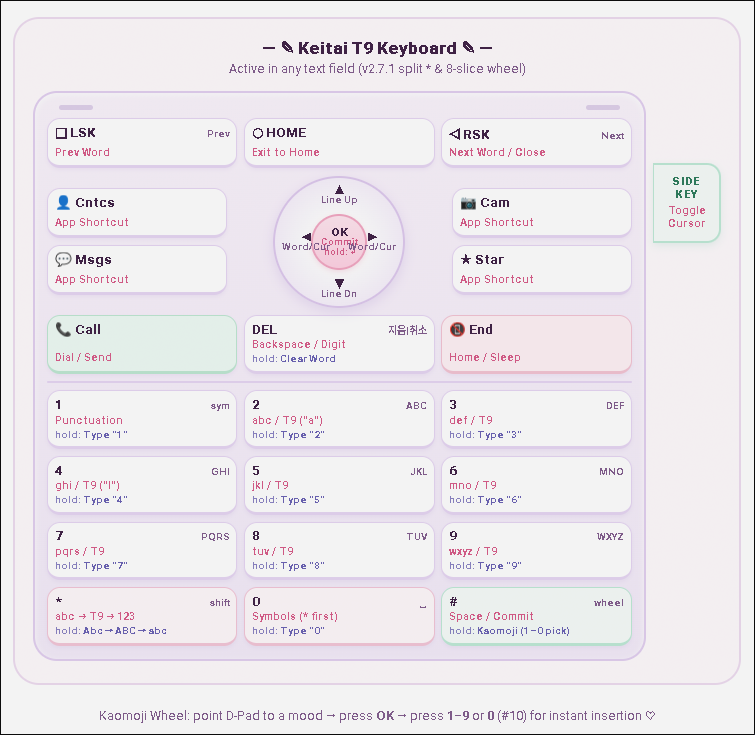 — ✎ Keitai T9 Keyboard ✎ —
Active in any text field (v2.7.1 split * & 8-slice wheel)
LSK Prev
Prev Word
HOME
Exit to Home
RSK Next
Next Word / Close
SIDE
KEY
Toggle
Cursor
Cntcs
App Shortcut
▲
Line Up
Cam
App Shortcut
◀ OK ▶
Word/Cur Commit Word/Cur
hold: +
▼
Line Dn
Msgs
App Shortcut
★ Star
App Shortcut
Call
Dial / Send
DEL 지음|취소
Backspace / Digit
hold: Clear Word
End
Home / Sleep
1 sym
Punctuation
hold: Type "1"
2 ABC
abc / T9 ("a")
hold: Type "2"
3 DEF
def / T9
hold: Type "3"
4 GHI
ghi / T9 ("I")
hold: Type "4"
5 JKL
jkl / T9
hold: Type "5"
6 MNO
mno / T9
hold: Type "6"
7 PQRS
pqrs / T9
hold: Type "7"
8 TUV
tuv / T9
hold: Type "8"
9 WXYZ
wxyz / T9
hold: Type "9"
* shift
abc → T9 → 123
hold: Abc → ABC → abc
0 ⎵
Symbols (* first)
hold: Type "0"
# wheel
Space / Commit
hold: Kaomoji (1–0 pick)
Kaomoji Wheel: point D-Pad to a mood → press OK → press 1–9 or 0 (#10) for instant insertion ♡